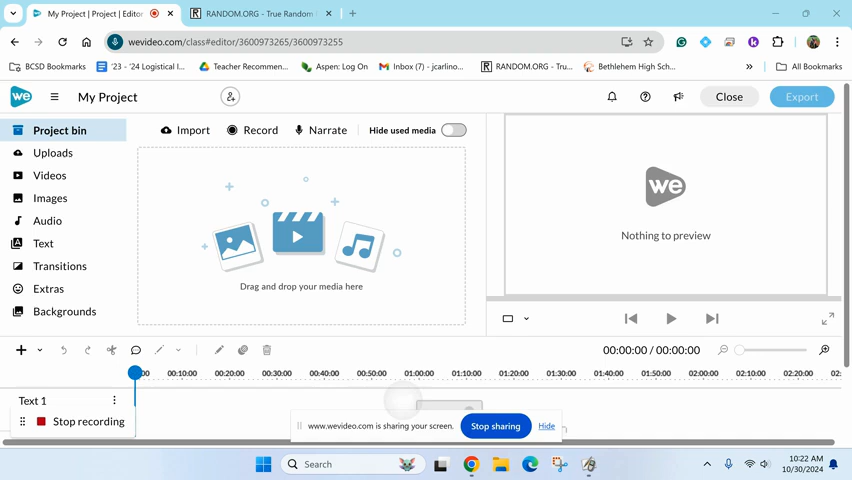 My Project | Project | Editor
RANDOM.ORG - True Random
wevideo.com/class#editor/3600973265/3600973255
BCSD Bookmarks
'23 - '24 Logistical I...
Teacher Recommen...
Aspen: Log On
Inbox (7) - jcarlino...
RANDOM.ORG - Tru...
Bethlehem High Sch...
All Bookmarks
we
My Project
Close
Export
Project bin
Import
Record
Narrate
Hide used media
Uploads
Videos
Images
Audio
Text
Transitions
Extras
Backgrounds
Drag and drop your media here
we
Nothing to preview
00:00:00 / 00:00:00
00:10:00
00:20:00
00:30:00
00:40:00
00:50:00
01:00:00
01:10:00
01:20:00
01:30:00
01:40:00
01:50:00
02:00:00
02:10:00
02:20:00
Text 1
Stop recording
www.wevideo.com is sharing your screen.
Stop sharing
Hide
Search
10:22 AM
10/30/2024